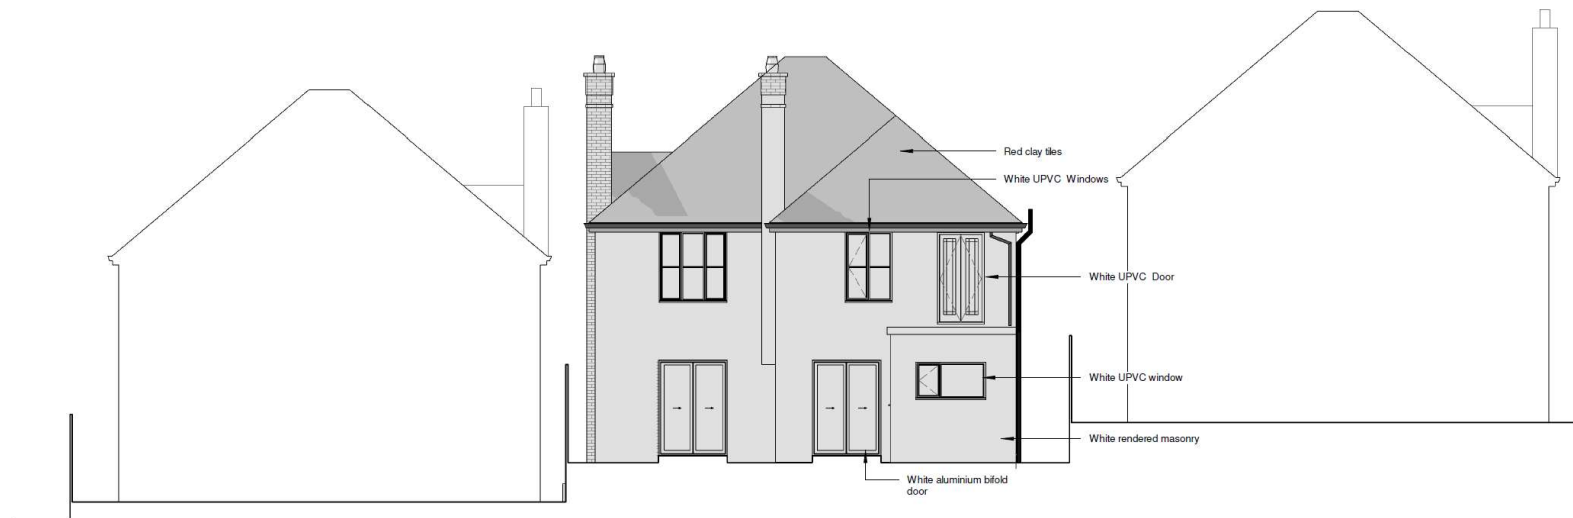 Red clay tiles
White UPVC Windows
White UPVC Door
White UPVC window
White rendered masonry
White aluminium bifold
door